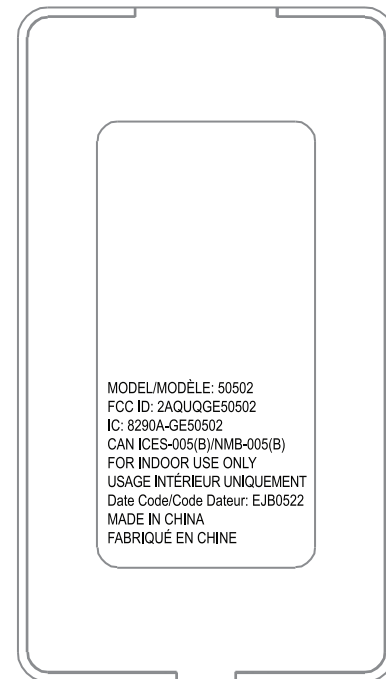 MODEL/MODÈLE: 50502
FCC ID: 2AQUQGE50502
IC: 8290A-GE50502
CAN ICES-005(B)/NMB-005(B)
FOR INDOOR USE ONLY
USAGE INTÉRIEUR UNIQUEMENT
Date Code/Code Dateur: EJB0522
MADE IN CHINA
FABRIQUÉ EN CHINE